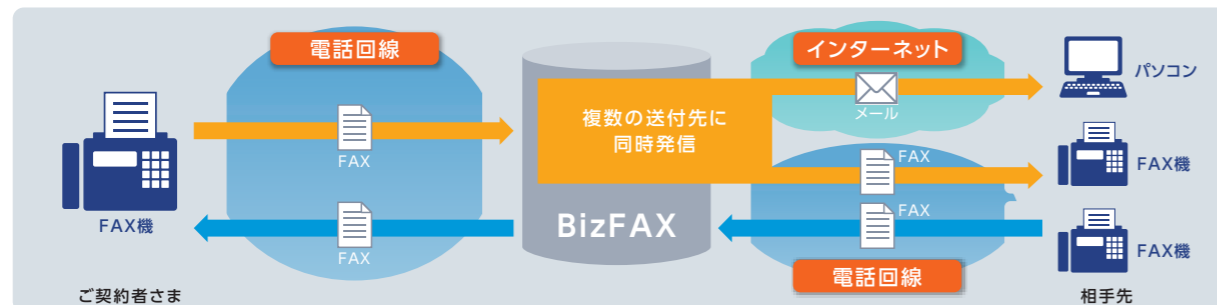 電話回線
インターネット
パソコン
メール
複数の送付先に
同時発信
FAX
FAX
FAX機
FAX機
BizFAX
FAX
FAX
FAX機
電話回線
ご契約者さま
相手先